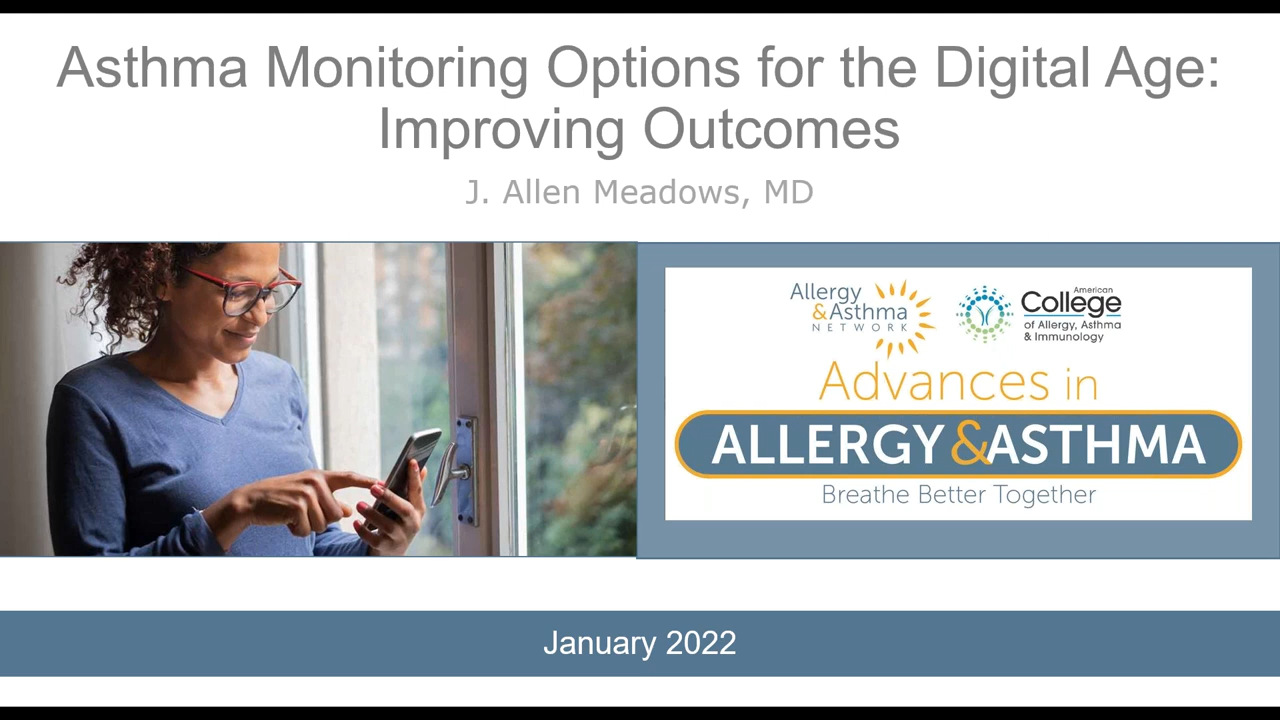 Asthma Monitoring Options for the Digital Age:
Improving Outcomes
J. Allen Meadows, MD
Allergy
&Asthma
NETWORK
American
College
of Allergy, Asthma
& Immunology
Advances in
ALLERGY&ASTHMA
Breathe Better Together
January 2022